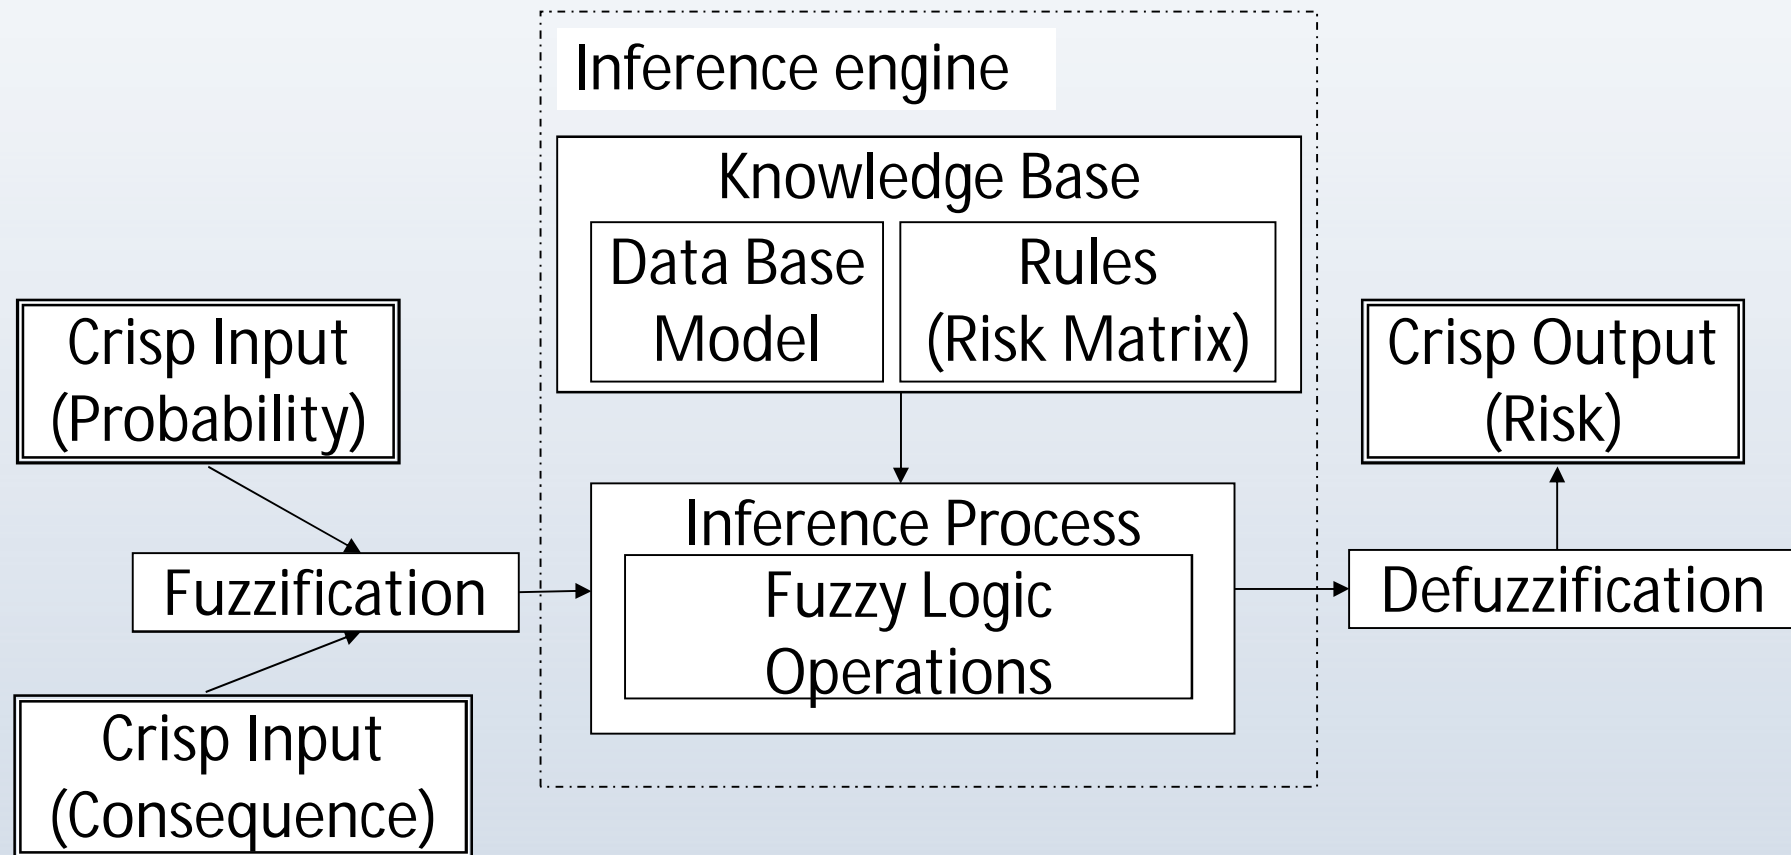 Inference engine
Knowledge Base
Data Base
Model
Rules
(Risk Matrix)
Crisp Input
(Probability)
Crisp Output
(Risk)
Inference Process
Fuzzy Logic
Operations
Fuzzification
Defuzzification
Crisp Input
(Consequence)